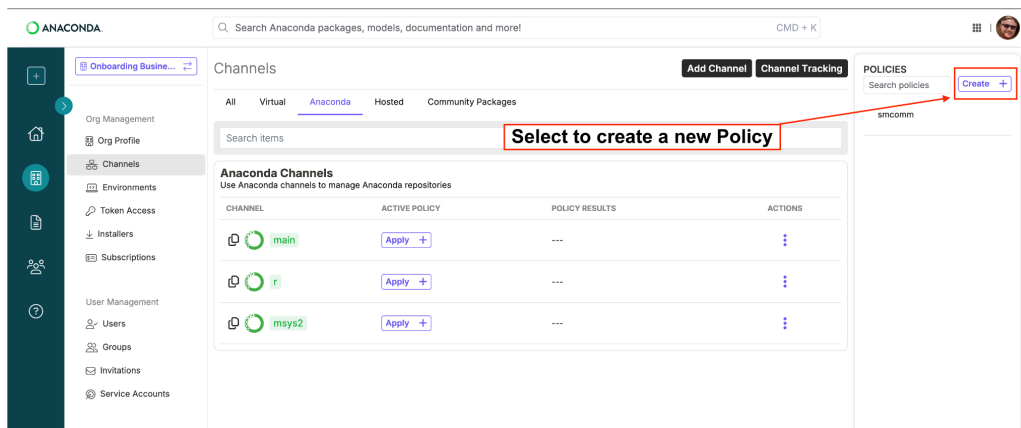 ANACONDA.
Search Anaconda packages, models, documentation and more!
CMD + K
Onboarding Busine...
Org Management
Org Profile
Channels
Environments
Token Access
Installers
Subscriptions
User Management
Users
Groups
Invitations
Service Accounts
Channels
Add Channel
Channel Tracking
All
Virtual
Anaconda
Hosted
Community Packages
Search items
Select to create a new Policy
Anaconda Channels
Use Anaconda channels to manage Anaconda repositories
CHANNEL ACTIVE POLICY POLICY RESULTS ACTIONS
main Apply + ---
r Apply + ---
msys2 Apply + ---
POLICIES
Search policies
Create +
smcomm